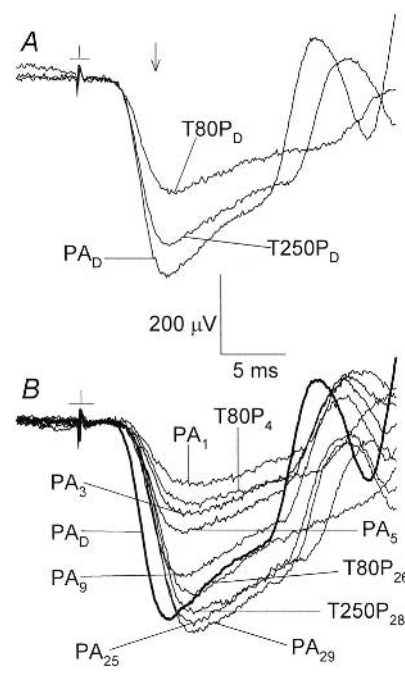 A
T80P_D
PA_D
T250P_D
200 μV
5 ms
B
T80P_4
PA_1
PA_3
PA_D
PA_5
PA_9
T80P_26
T250P_28
PA_25
PA_29